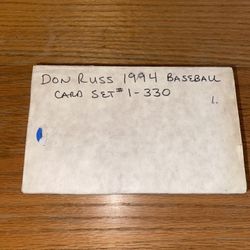 DON RUSS 1994 BASEBALL
CARD SET # 1-330
1.